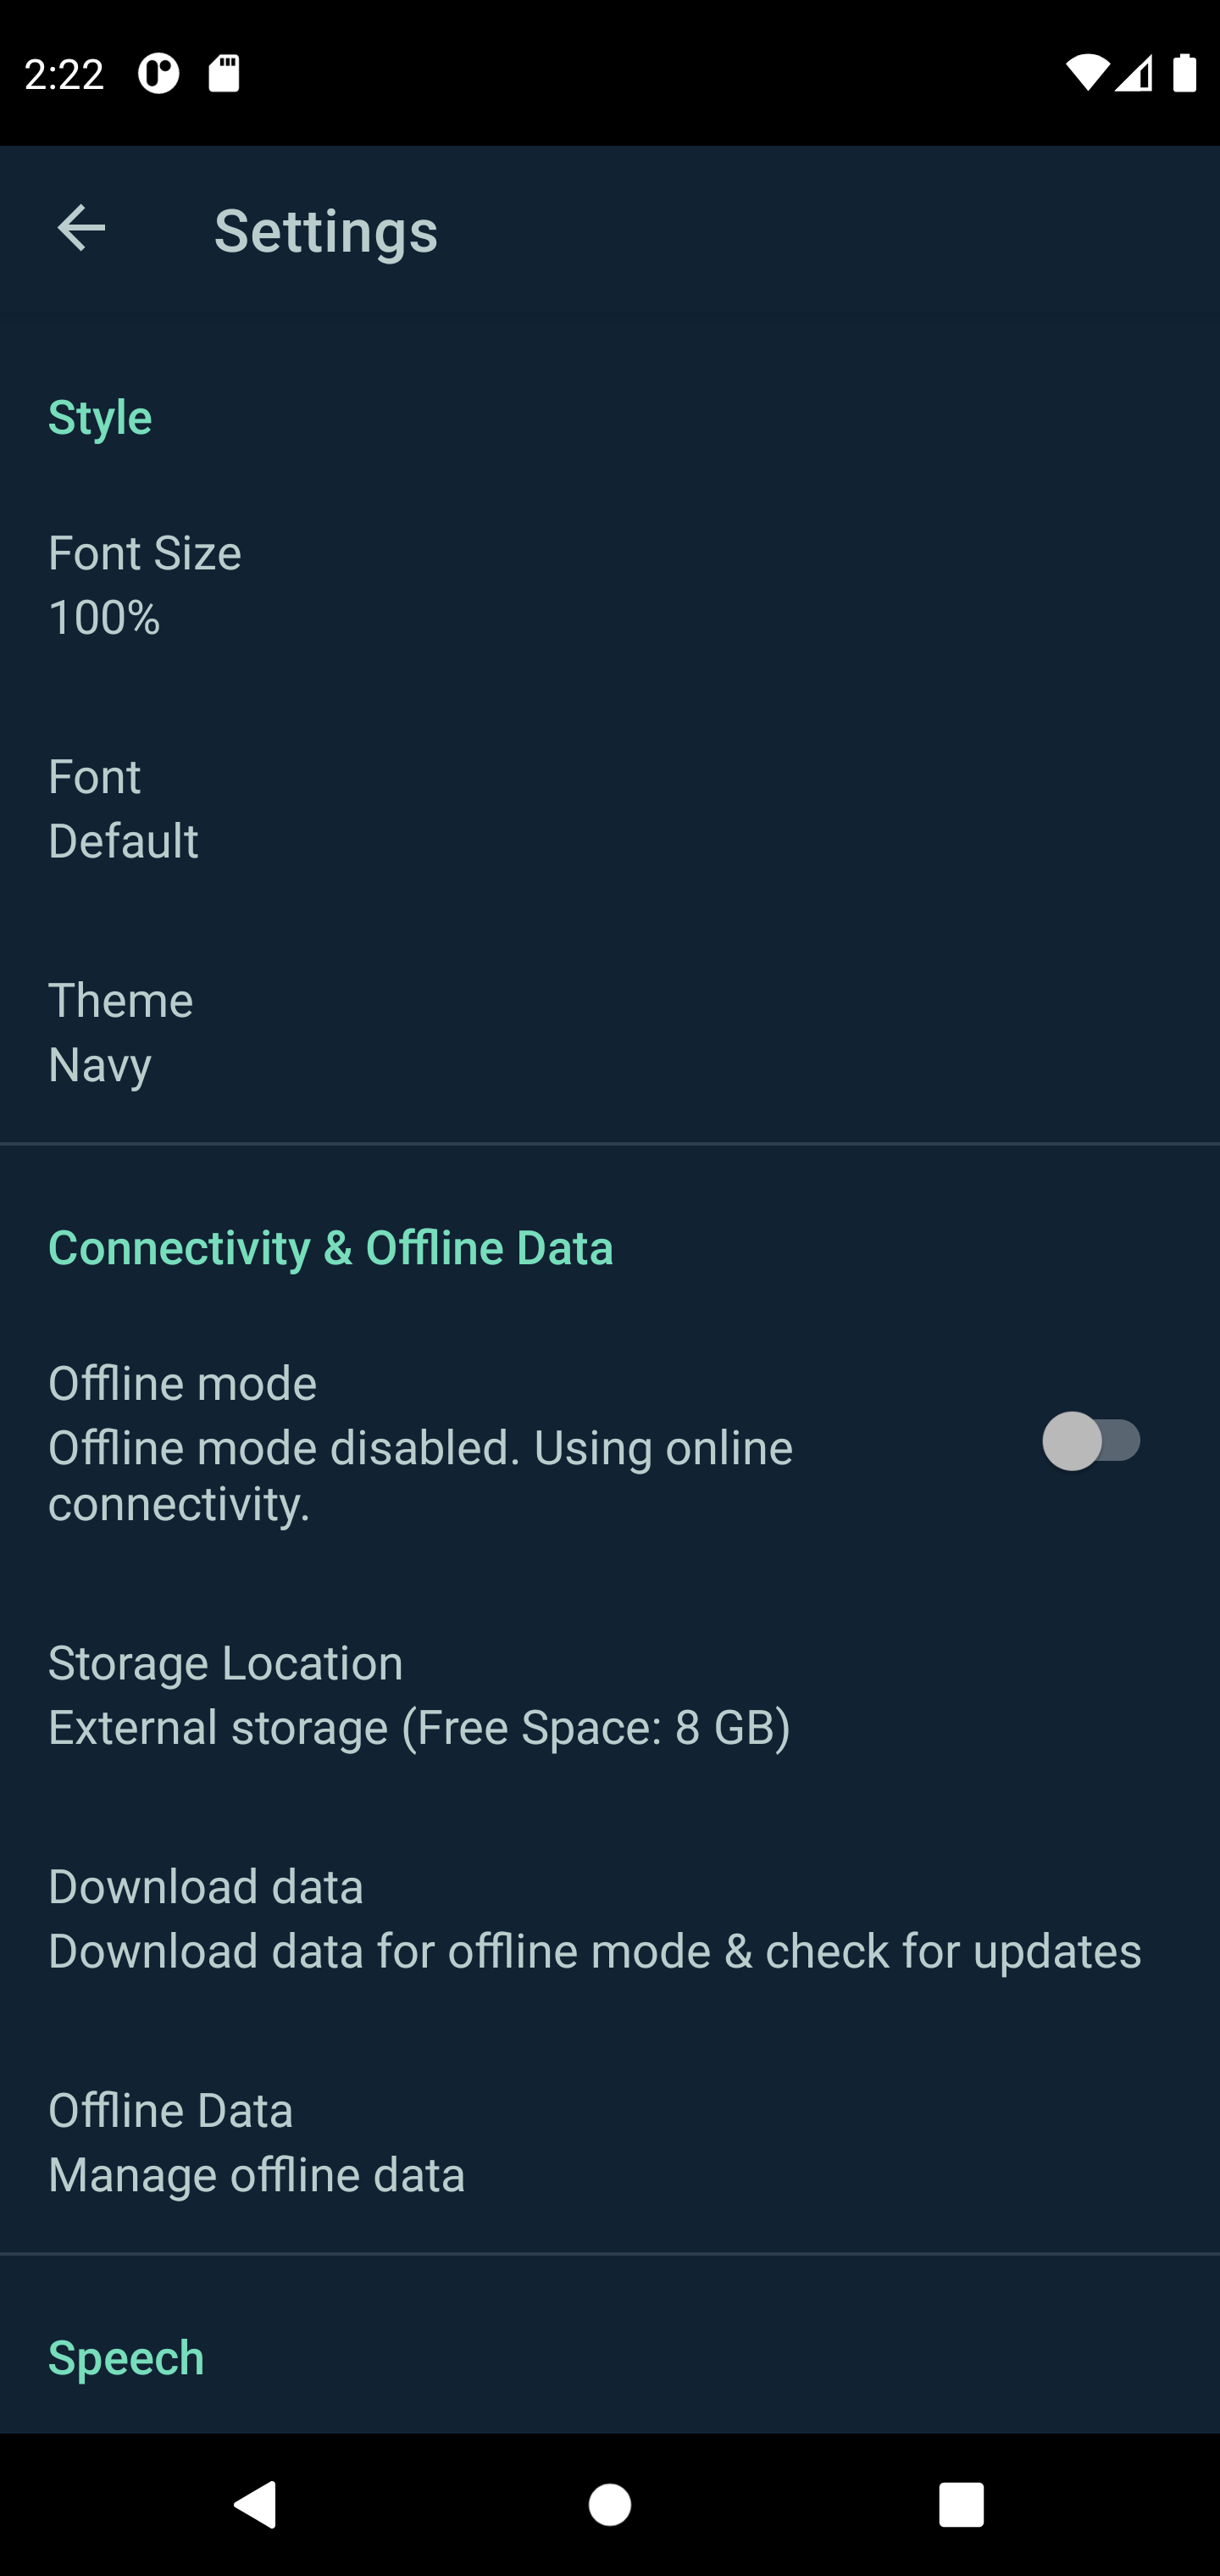 2:22
Settings
Style
Font Size
100%
Font
Default
Theme
Navy
Connectivity & Offline Data
Offline mode
Offline mode disabled. Using online
connectivity.
Storage Location
External storage (Free Space: 8 GB)
Download data
Download data for offline mode & check for updates
Offline Data
Manage offline data
Speech